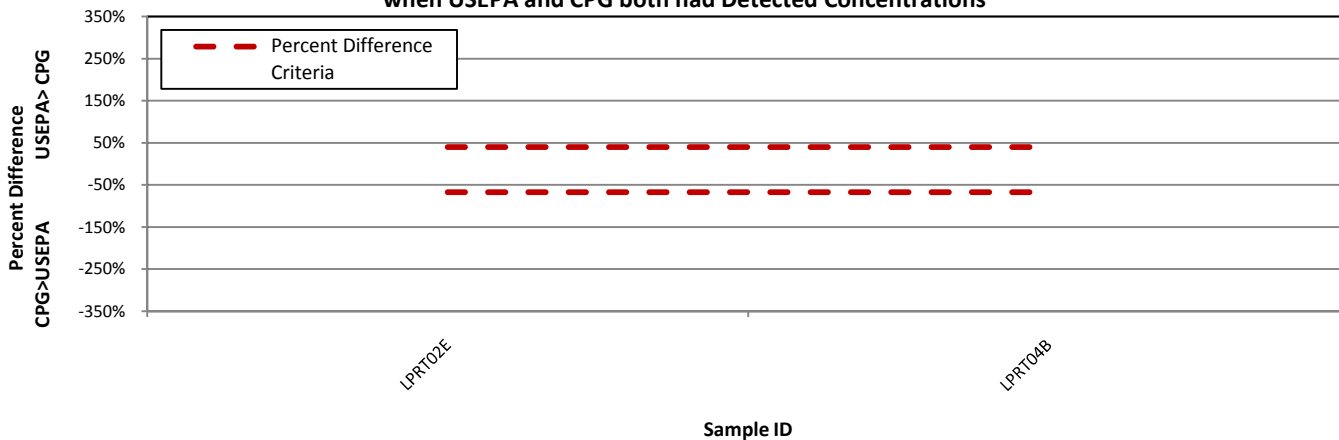 when USEPA and CPG both had Detected Concentrations
350%
250%
150%
50%
-50%
-150%
-250%
-350%
Percent Difference
Criteria
Percent Difference
CPG>USEPA USEPA> CPG
LPRT02E
LPRT04B
Sample ID